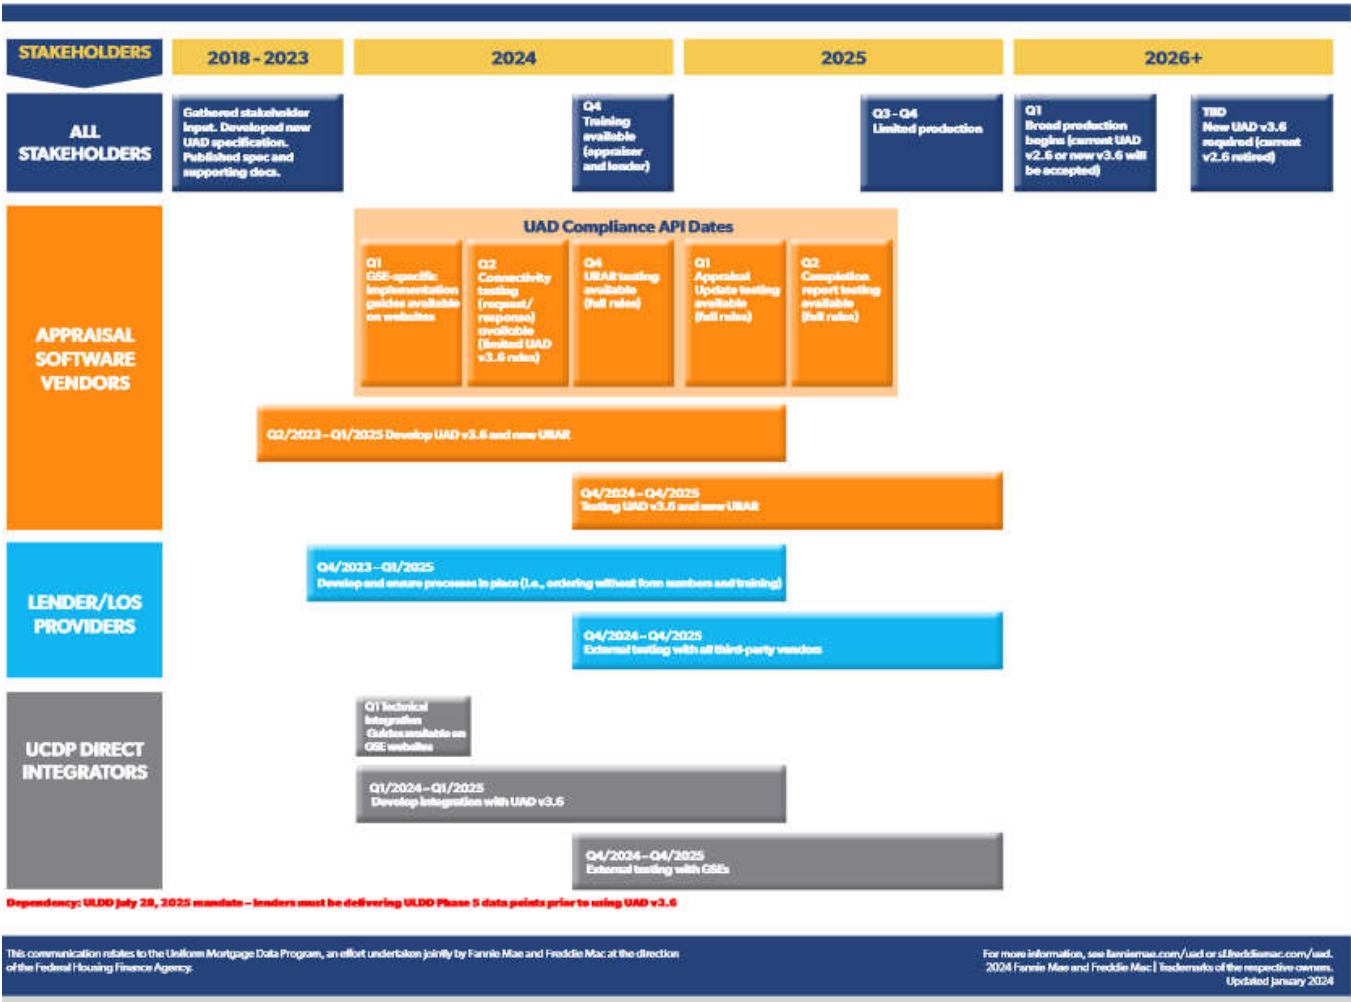 STAKEHOLDERS
2018 - 2023
2024
2025
2026+
ALL
STAKEHOLDERS
Gathered stakeholder
input. Developed new
UAD specification.
Published spec and
supporting docs.
Q4
Training
available
(appraiser
and lender)
Q3 - Q4
Limited production
Q1
Broad production
begins (current UAD
v2.6 or new v3.6 will
be accepted)
TBD
New UAD v3.6
required (current
v2.6 retired)
APPRAISAL
SOFTWARE
VENDORS
UAD Compliance API Dates
Q1
GSE-specific
implementation
guides available
on websites
Q2
Connectivity
testing
(request/
response)
available
(limited UAD
v3.6 rules)
Q4
URAR testing
available
(full rules)
Q1
Appraisal
Update testing
available
(full rules)
Q2
Completion
report testing
available
(full rules)
Q2/2023 – Q1/2025 Develop UAD v3.6 and new URAR
Q4/2024 – Q4/2025
Testing UAD v3.6 and new URAR
LENDER/LOS
PROVIDERS
Q4/2023 – Q1/2025
Develop and ensure processes in place (i.e., ordering without form numbers and training)
Q4/2024 – Q4/2025
External testing with all third-party vendors
UCDP DIRECT
INTEGRATORS
Q1 Technical
Integration
Guides available on
GSE websites
Q1/2024 – Q1/2025
Develop integration with UAD v3.6
Q4/2024 – Q4/2025
External testing with GSEs
Dependency: ULDD July 28, 2025 mandate – lenders must be delivering ULDD Phase 5 data points prior to using UAD v3.6
This communication relates to the Uniform Mortgage Data Program, an effort undertaken jointly by Fannie Mae and Freddie Mac at the direction
of the Federal Housing Finance Agency.
For more information, see fanniemae.com/uad or sf.freddiemac.com/uad.
2024 Fannie Mae and Freddie Mac | Trademarks of the respective owners.
Updated January 2024